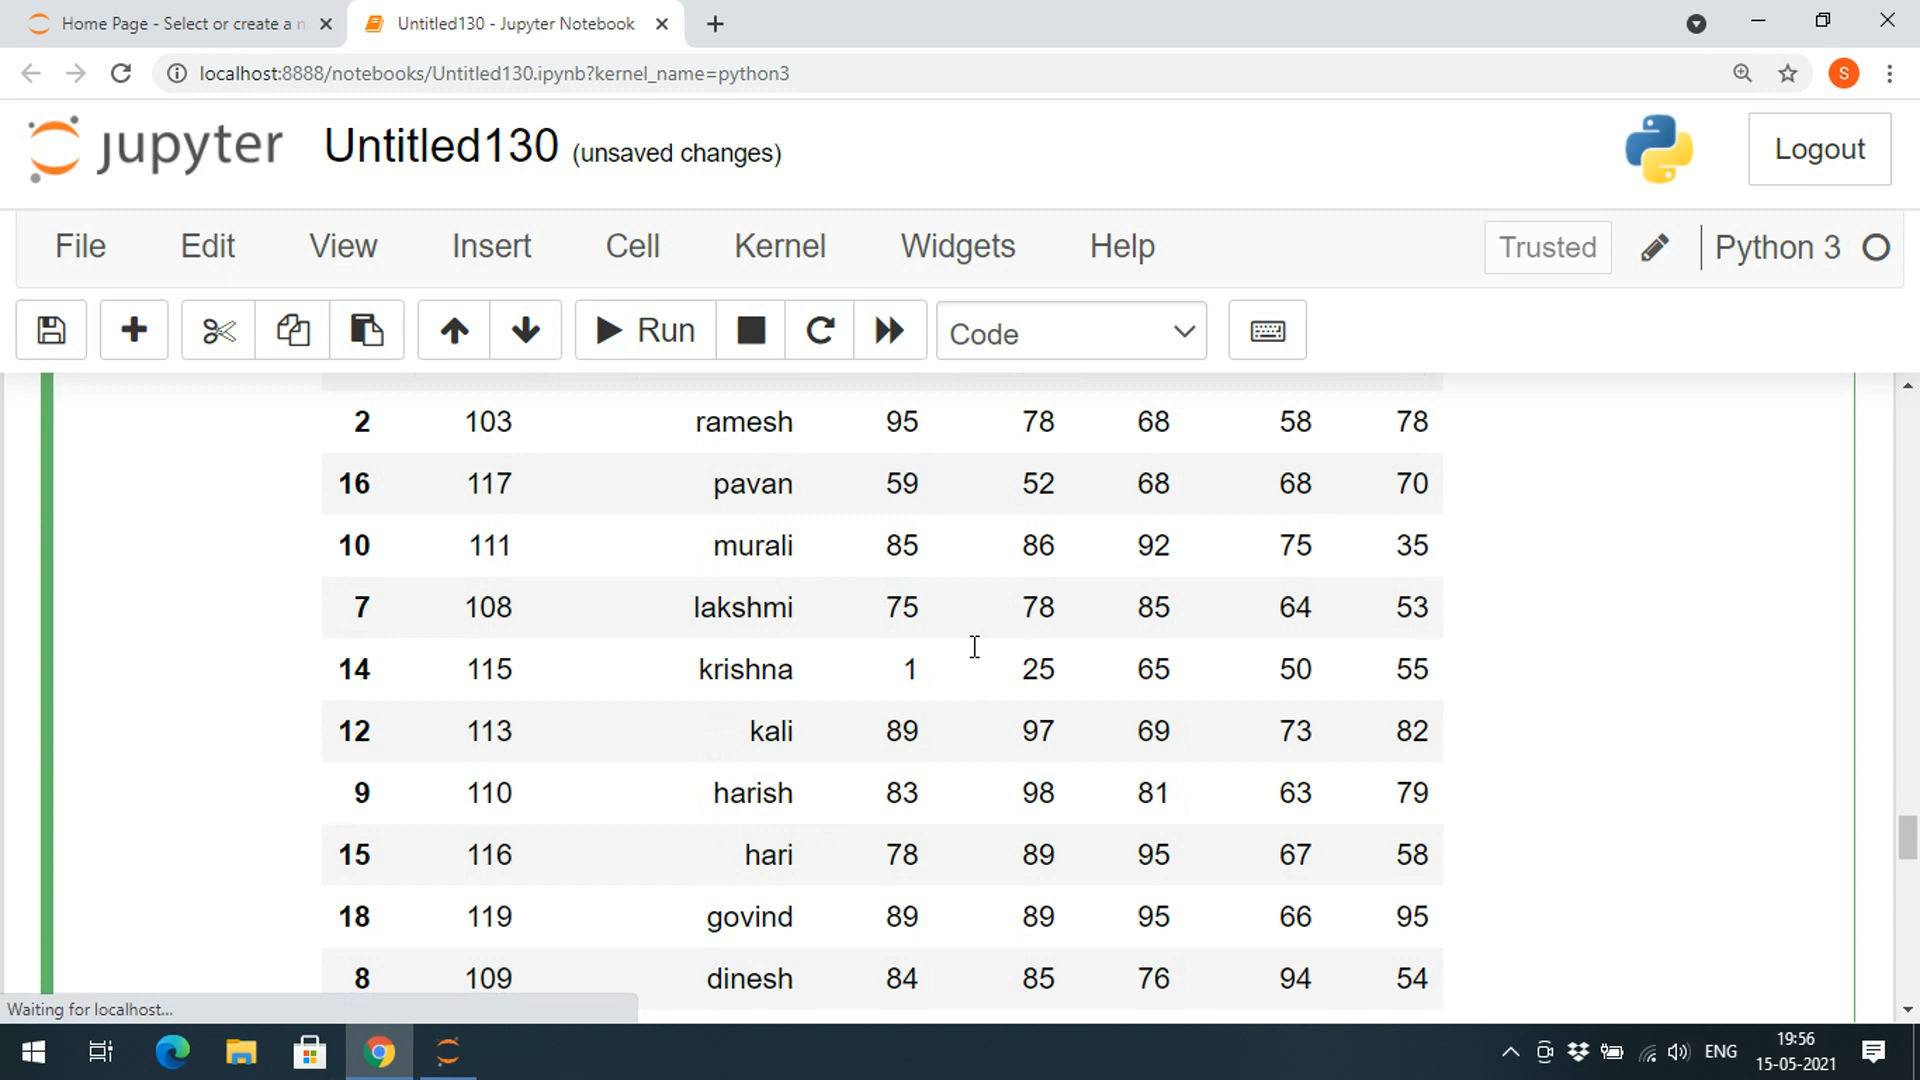 Home Page - Select or create a n
Untitled130 - Jupyter Notebook
localhost:8888/notebooks/Untitled130.ipynb?kernel_name=python3
S
jupyter Untitled130 (unsaved changes)
Logout
File Edit View Insert Cell Kernel Widgets Help
Trusted
Python 3
Run
Code
2 103 ramesh 95 78 68 58 78
16 117 pavan 59 52 68 68 70
10 111 murali 85 86 92 75 35
7 108 lakshmi 75 78 85 64 53
14 115 krishna 1 25 65 50 55
12 113 kali 89 97 69 73 82
9 110 harish 83 98 81 63 79
15 116 hari 78 89 95 67 58
18 119 govind 89 89 95 66 95
8 109 dinesh 84 85 76 94 54
Waiting for localhost...
ENG
19:56
15-05-2021